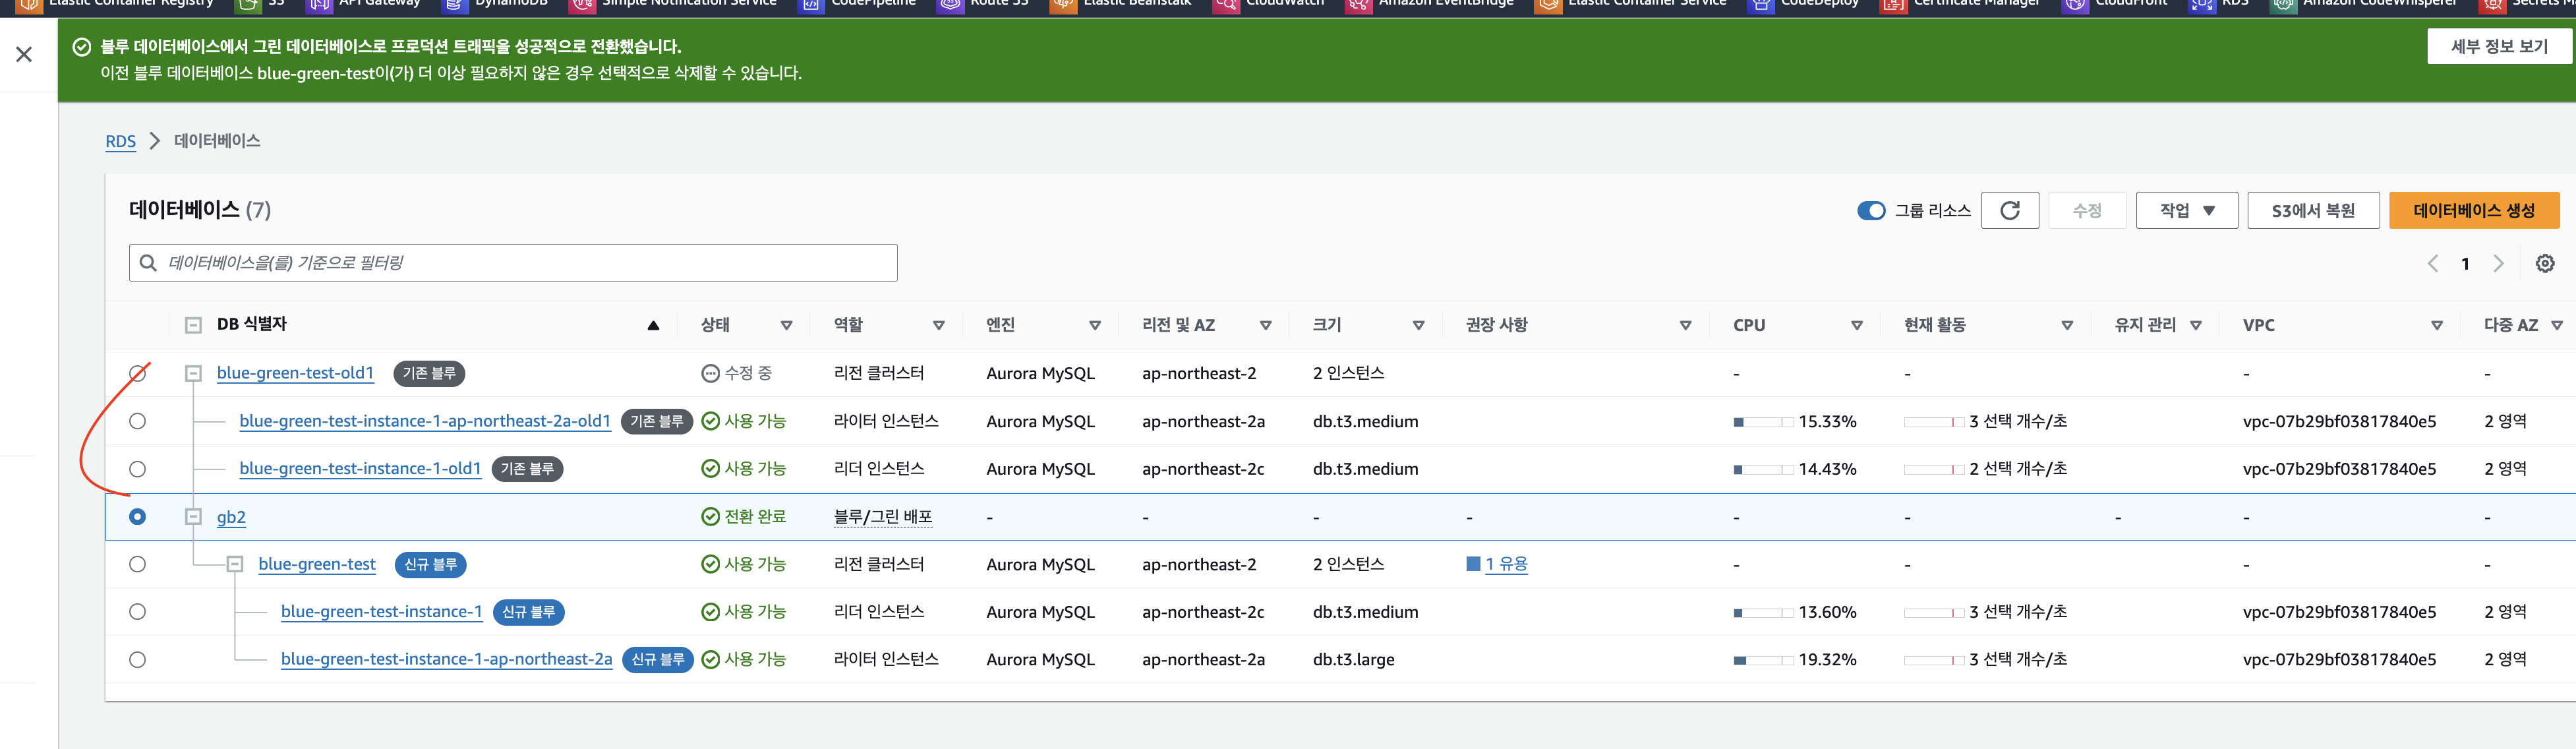 Elastic Container Registry S3 API Gateway DynamoDB Simple Notification Service CodePipeline Route 53 Elastic Beanstalk CloudWatch Amazon EventBridge Elastic Container Service CodeDeploy Certificate Manager CloudFront RDS Amazon CodeWhisperer Secrets
블루 데이터베이스에서 그린 데이터베이스로 프로덕션 트래픽을 성공적으로 전환했습니다.
이전 블루 데이터베이스 blue-green-test이(가) 더 이상 필요하지 않은 경우 선택적으로 삭제할 수 있습니다.
세부 정보 보기
RDS > 데이터베이스
데이터베이스 (7)
그룹 리소스 수정 작업 S3에서 복원 데이터베이스 생성
데이터베이스을(를) 기준으로 필터링
1
DB 식별자 상태 역할 엔진 리전 및 AZ 크기 권장 사항 CPU 현재 활동 유지 관리 VPC 다중 AZ
blue-green-test-old1 기존 블루 수정 중 리전 클러스터 Aurora MySQL ap-northeast-2 2 인스턴스 - - - -
blue-green-test-instance-1-ap-northeast-2a-old1 기존 블루 사용 가능 라이터 인스턴스 Aurora MySQL ap-northeast-2a db.t3.medium 15.33% 3 선택 개수/초 vpc-07b29bf03817840e5 2 영역
blue-green-test-instance-1-old1 기존 블루 사용 가능 리더 인스턴스 Aurora MySQL ap-northeast-2c db.t3.medium 14.43% 2 선택 개수/초 vpc-07b29bf03817840e5 2 영역
gb2 전환 완료 블루/그린 배포 - - - - - - - - -
blue-green-test 신규 블루 사용 가능 리전 클러스터 Aurora MySQL ap-northeast-2 2 인스턴스 1 유용 - - - -
blue-green-test-instance-1 신규 블루 사용 가능 리더 인스턴스 Aurora MySQL ap-northeast-2c db.t3.medium 13.60% 3 선택 개수/초 vpc-07b29bf03817840e5 2 영역
blue-green-test-instance-1-ap-northeast-2a 신규 블루 사용 가능 라이터 인스턴스 Aurora MySQL ap-northeast-2a db.t3.large 19.32% 3 선택 개수/초 vpc-07b29bf03817840e5 2 영역